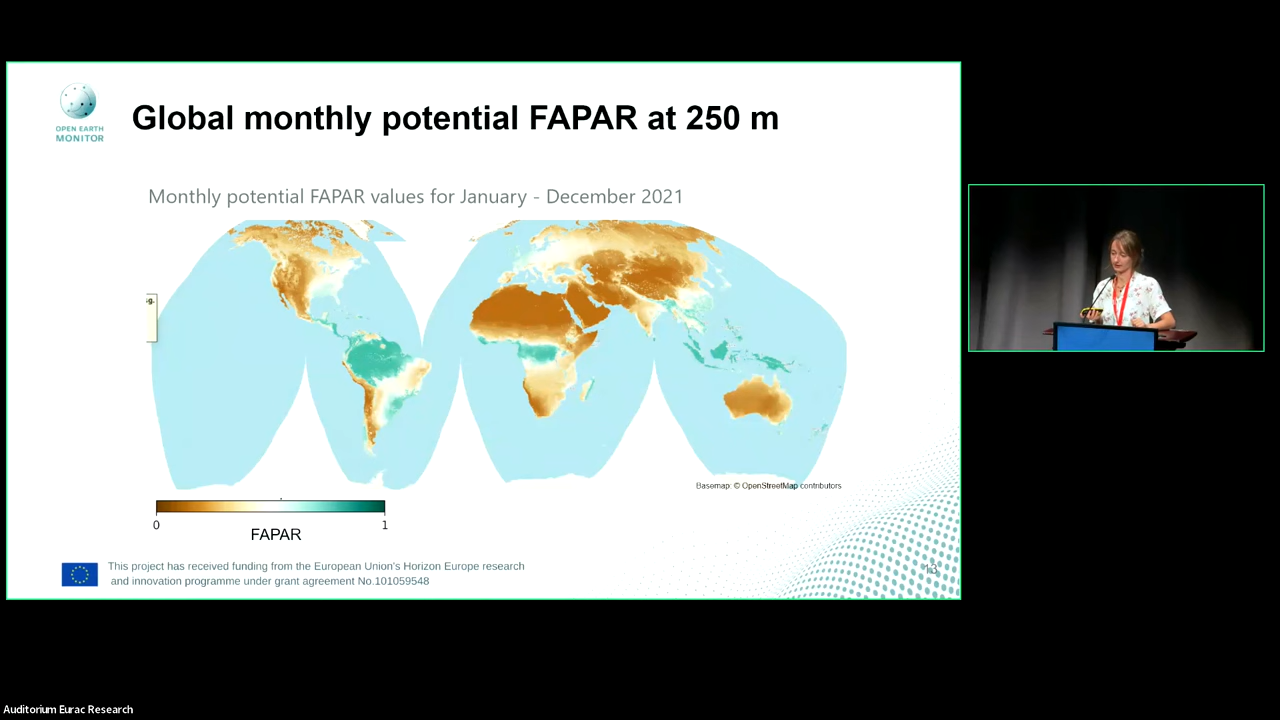 OPEN EARTH
MONITOR
Global monthly potential FAPAR at 250 m
Monthly potential FAPAR values for January - December 2021
Basemap: © OpenStreetMap contributors
0
1
FAPAR
This project has received funding from the European Union's Horizon Europe research
and innovation programme under grant agreement No.101059548
13
Auditorium Eurac Research